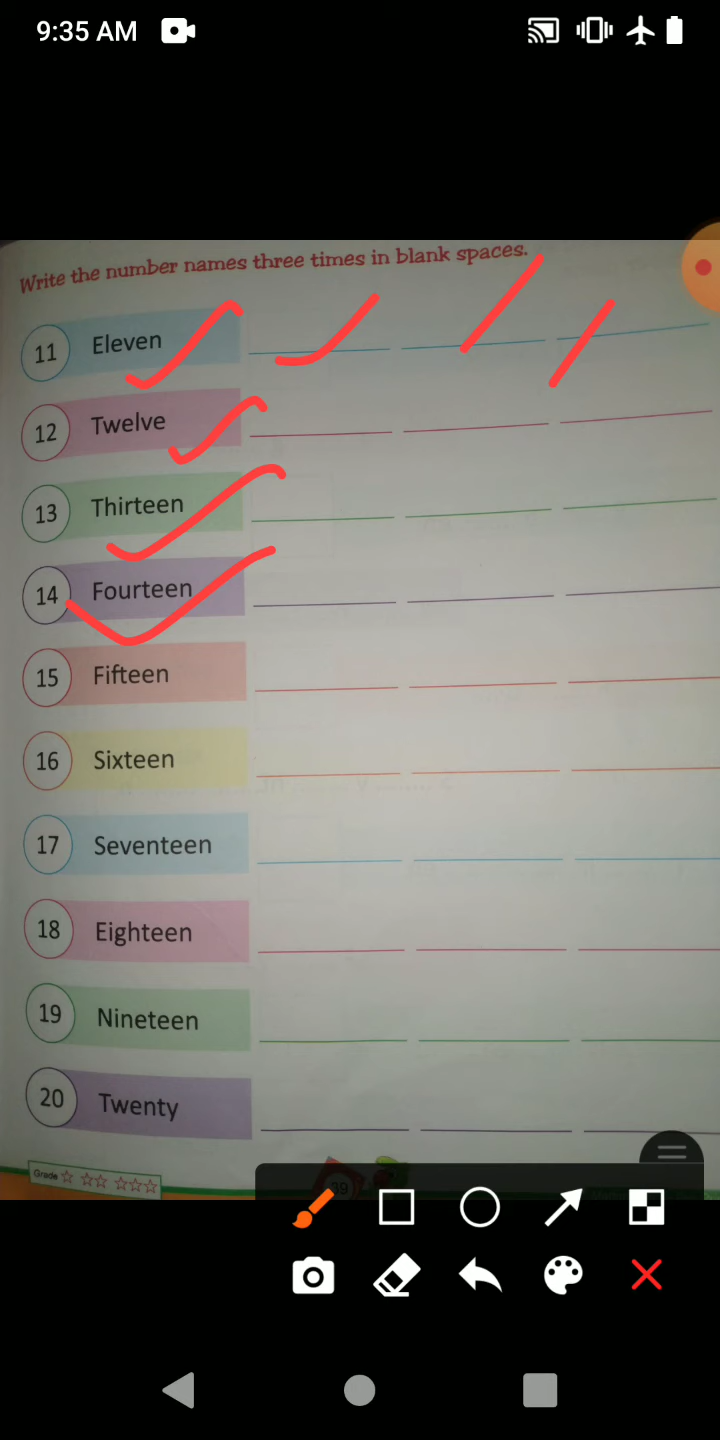 9:35 AM
Write the number names three times in blank spaces.
11 Eleven
12 Twelve
13 Thirteen
14 Fourteen
15 Fifteen
16 Sixteen
17 Seventeen
18 Eighteen
19 Nineteen
20 Twenty
Grade
39